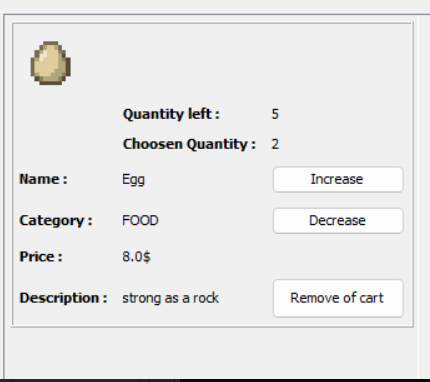 Quantity left : 5
Choosen Quantity : 2
Name : Egg Increase
Category : FOOD Decrease
Price : 8.0$
Description : strong as a rock Remove of cart